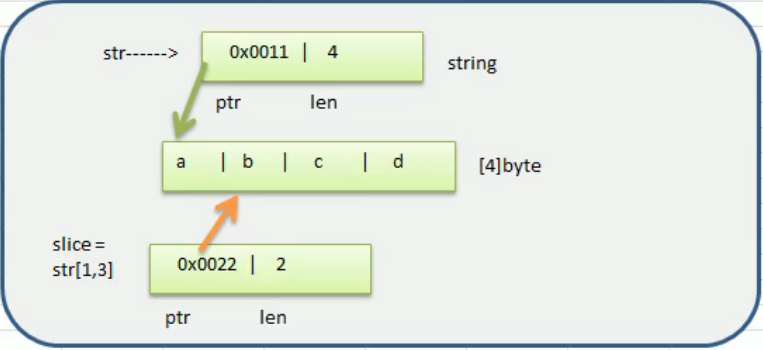 str------> 0x0011 | 4 string
ptr len
a | b | c | d [4]byte
slice =
str[1,3] 0x0022 | 2
ptr len